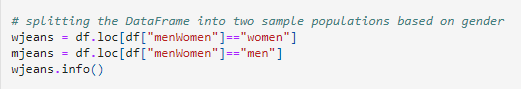 # splitting the DataFrame into two sample populations based on gender
wjeans = df.loc[df["menWomen"]=="women"]
mjeans = df.loc[df["menWomen"]=="men"]
wjeans.info()